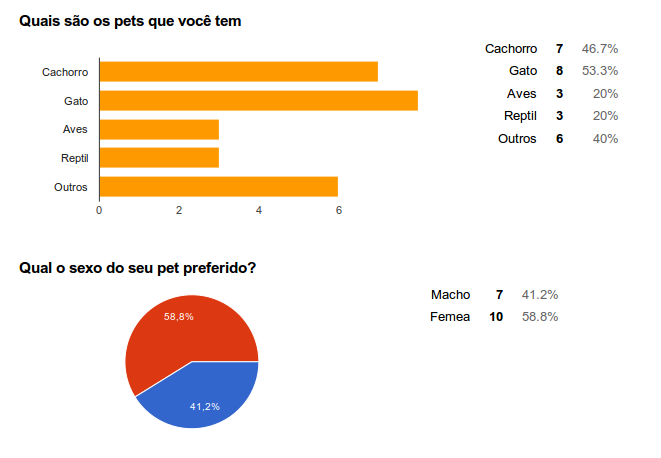 Quais são os pets que você tem
Cachorro 7 46.7%
Gato 8 53.3%
Aves 3 20%
Reptil 3 20%
Outros 6 40%
Cachorro
Gato
Aves
Reptil
Outros
0 2 4 6
Qual o sexo do seu pet preferido?
Macho 7 41.2%
Femea 10 58.8%
58,8%
41,2%